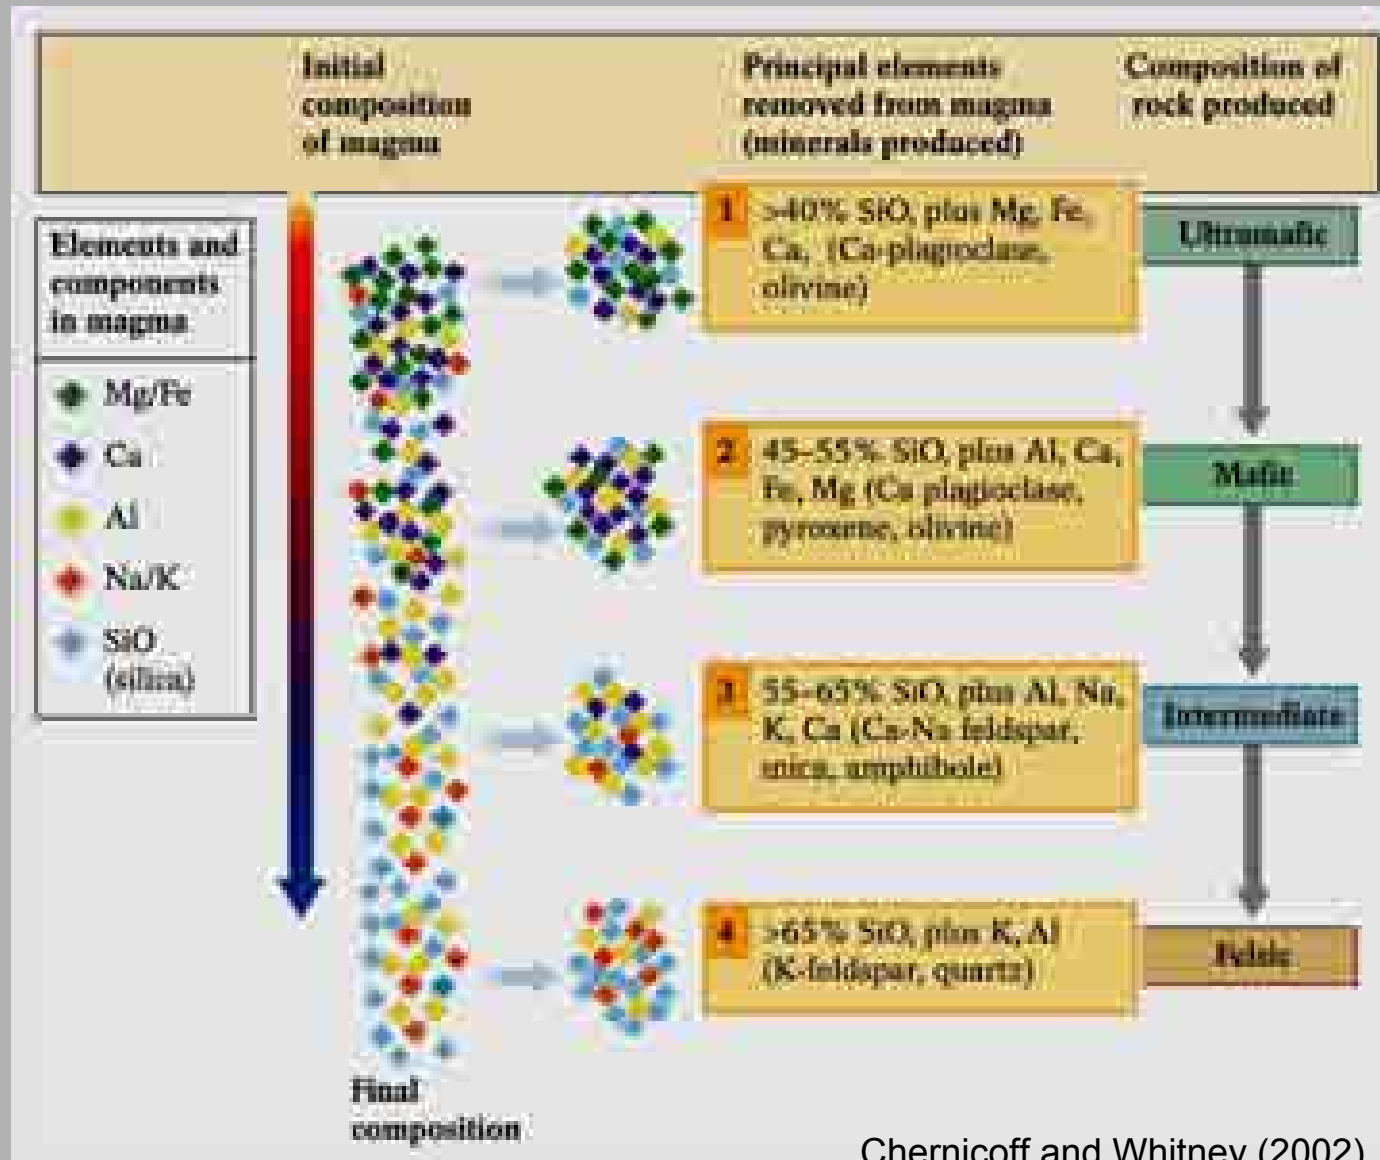 Initial
composition
of magma
Principal elements
removed from magma
(minerals produced)
Composition of
rock produced
Elements and
components
in magma
Mg/Fe
Ca
Al
Na/K
SiO
(silica)
1 >40% SiO, plus Mg, Fe,
Ca, (Ca-plagioclase,
olivine)
Ultramafic
2 45–55% SiO, plus Al, Ca,
Fe, Mg (Ca plagioclase,
pyroxene, olivine)
Mafic
3 55–65% SiO, plus Al, Na,
K, Ca (Ca-Na feldspar,
mica, amphibole)
Intermediate
4 >65% SiO, plus K, Al
(K-feldspar, quartz)
Felsic
Final
composition
Chernicoff and Whitney (2002)